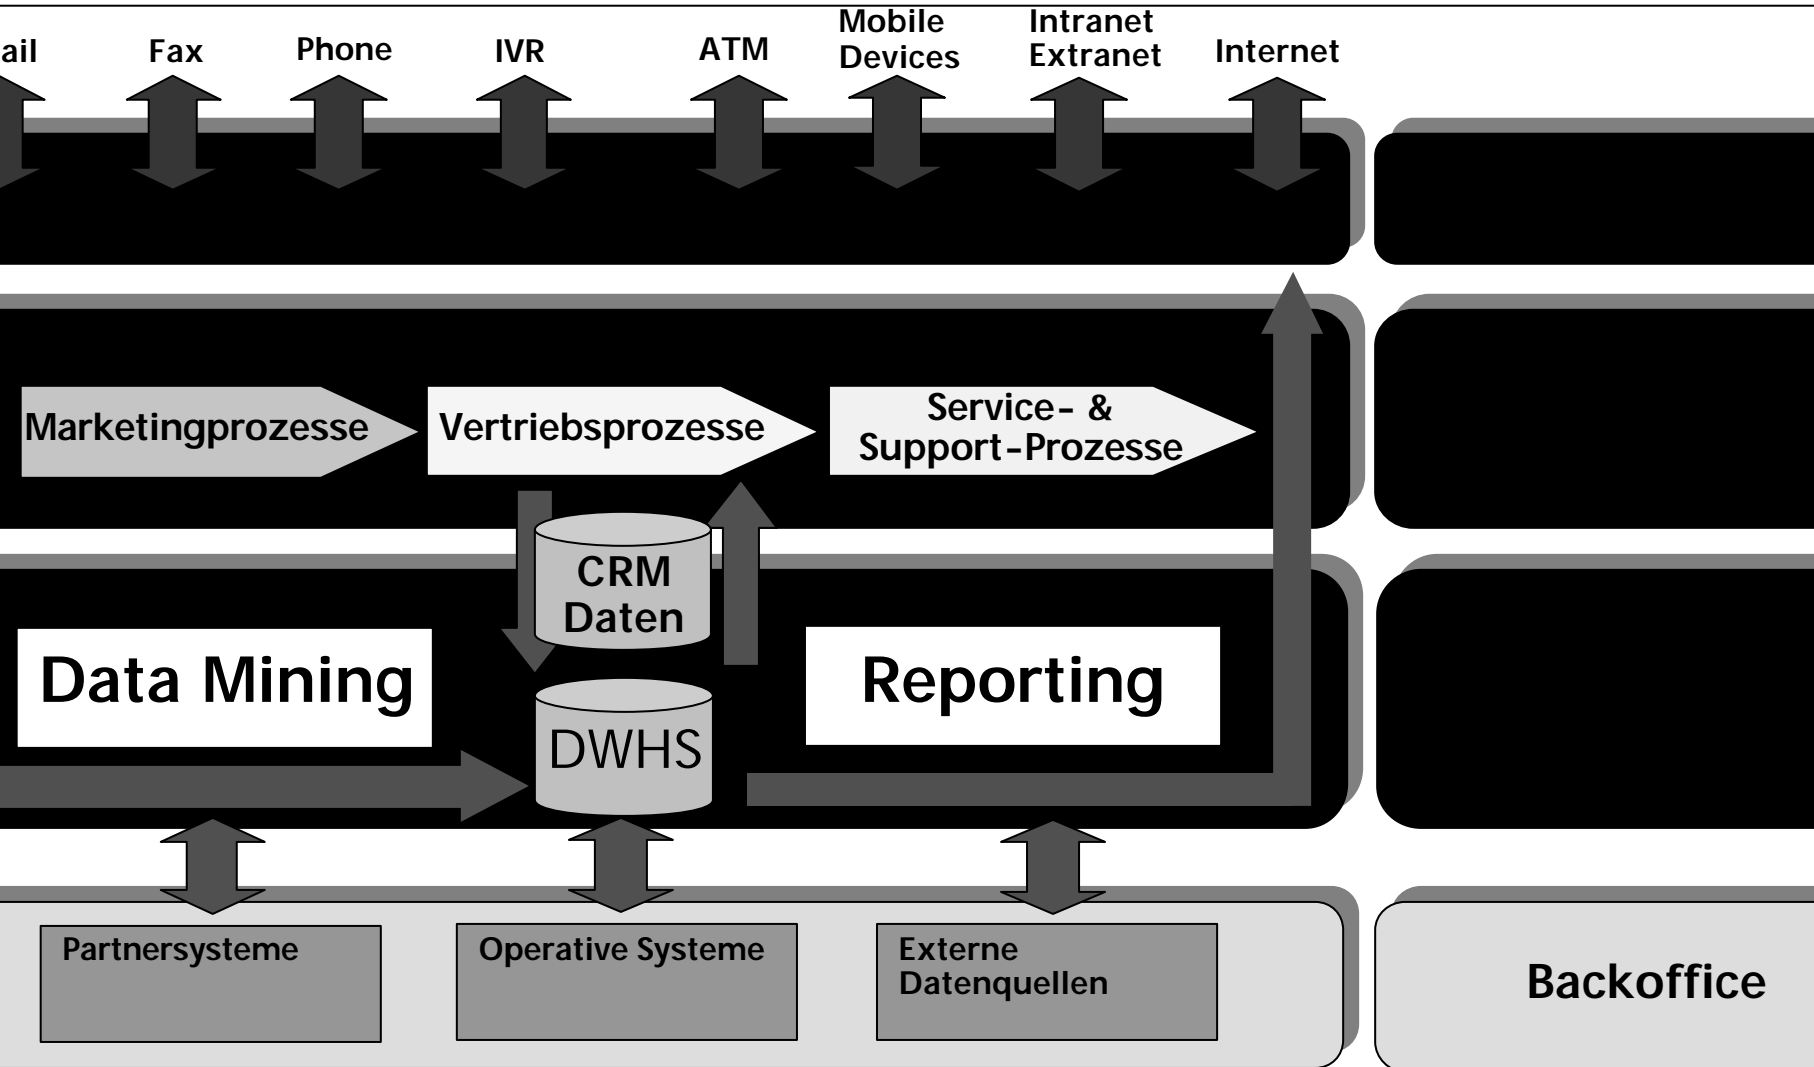 ail
Fax
Phone
IVR
ATM
Mobile
Devices
Intranet
Extranet
Internet
Marketingprozesse
Vertriebsprozesse
Service- &
Support-Prozesse
CRM
Daten
Data Mining
Reporting
DWHS
Partnersysteme
Operative Systeme
Externe
Datenquellen
Backoffice